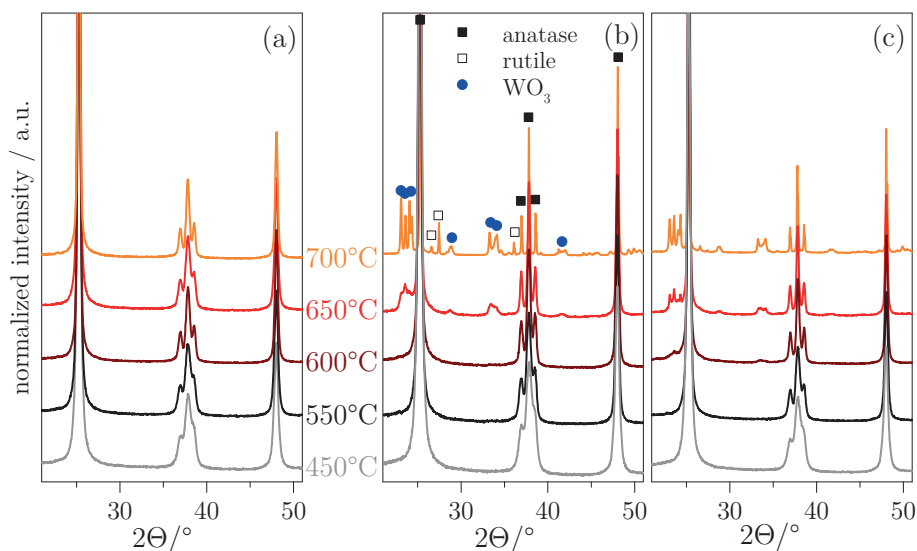 (a)
(b)
(c)
anatase
rutile
WO₃
normalized intensity / a.u.
700°C
650°C
600°C
550°C
450°C
30 40 50
30 40 50
30 40 50
2Θ/° 2Θ/° 2Θ/°